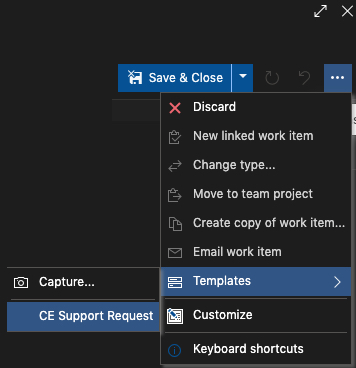 Save & Close
Discard
New linked work item
Change type...
Move to team project
Create copy of work item...
Email work item
Templates
Capture...
CE Support Request
Customize
Keyboard shortcuts